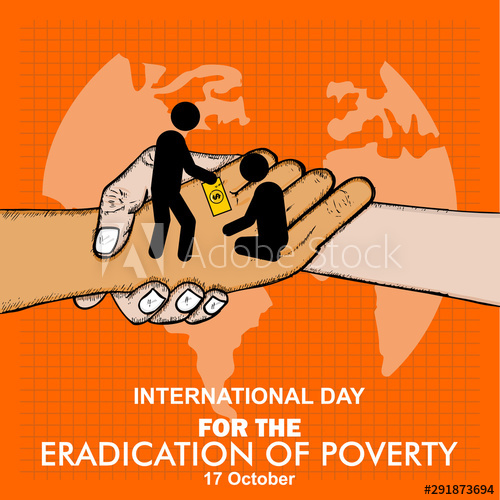 $
Adobe Stock
INTERNATIONAL DAY
FOR THE
ERADICATION OF POVERTY
17 October
#291873694